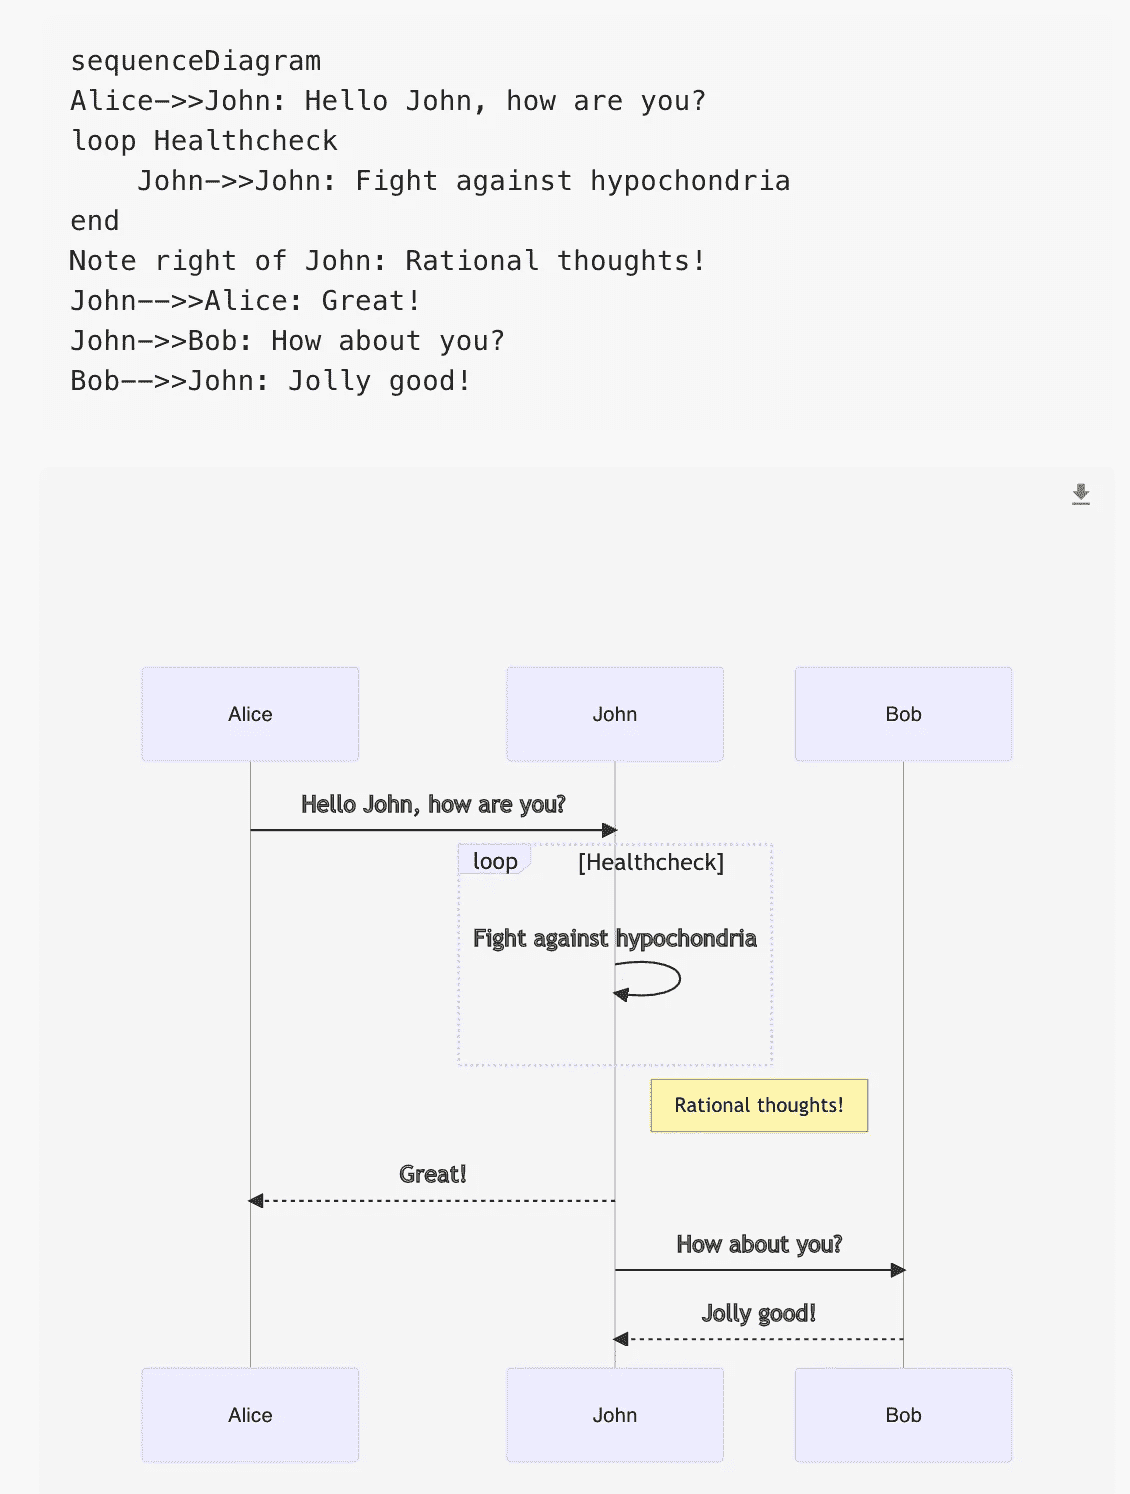 sequenceDiagram
Alice->>John: Hello John, how are you?
loop Healthcheck
    John->>John: Fight against hypochondria
end
Note right of John: Rational thoughts!
John-->>Alice: Great!
John->>Bob: How about you?
Bob-->>John: Jolly good!
Alice John Bob
Hello John, how are you?
loop [Healthcheck]
Fight against hypochondria
Rational thoughts!
Great!
How about you?
Jolly good!
Alice John Bob